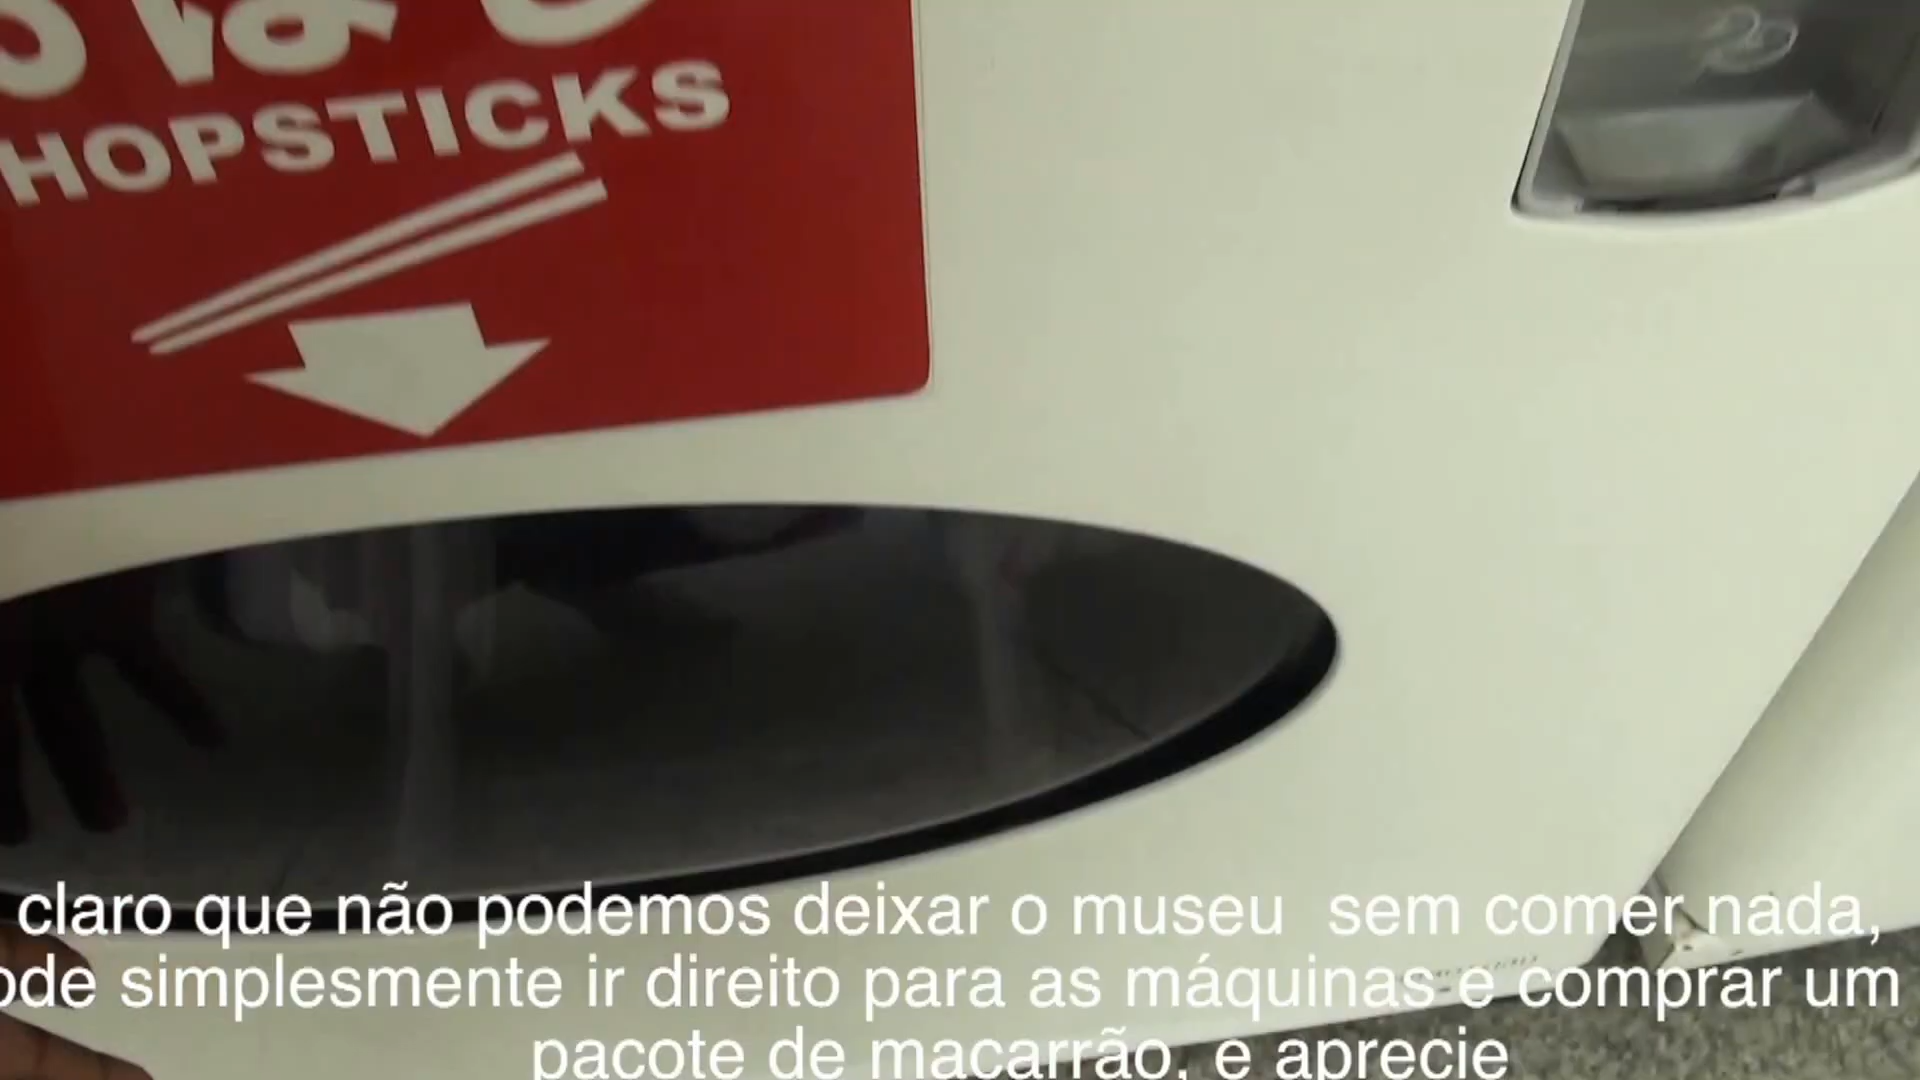 HOPSTICKS
claro que não podemos deixar o museu sem comer nada,
ode simplesmente ir direito para as máquinas e comprar um
pacote de macarrão, e aprecie